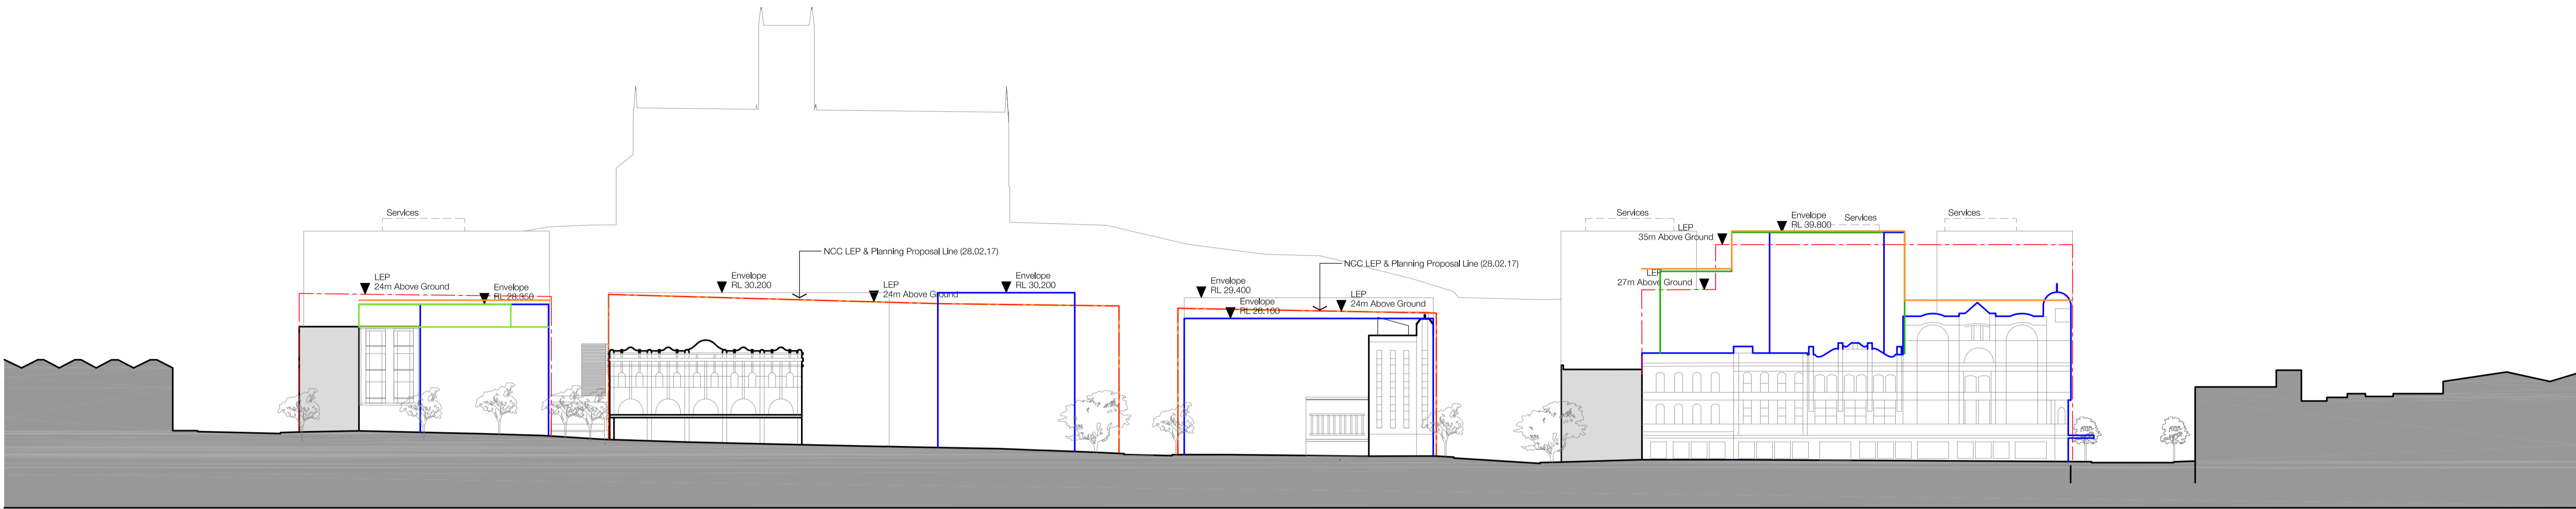 Services
LEP
24m Above Ground
Envelope
RL 28,350
Envelope
RL 30,200
NCC LEP & Planning Proposal Line (28.02.17)
LEP
24m Above Ground
Envelope
RL 30,200
Envelope
RL 29,400
Envelope
RL 26,100
NCC LEP & Planning Proposal Line (28.02.17)
LEP
24m Above Ground
Services
LEP
35m Above Ground
LEP
27m Above Ground
Envelope
RL 39,800
Services
Services